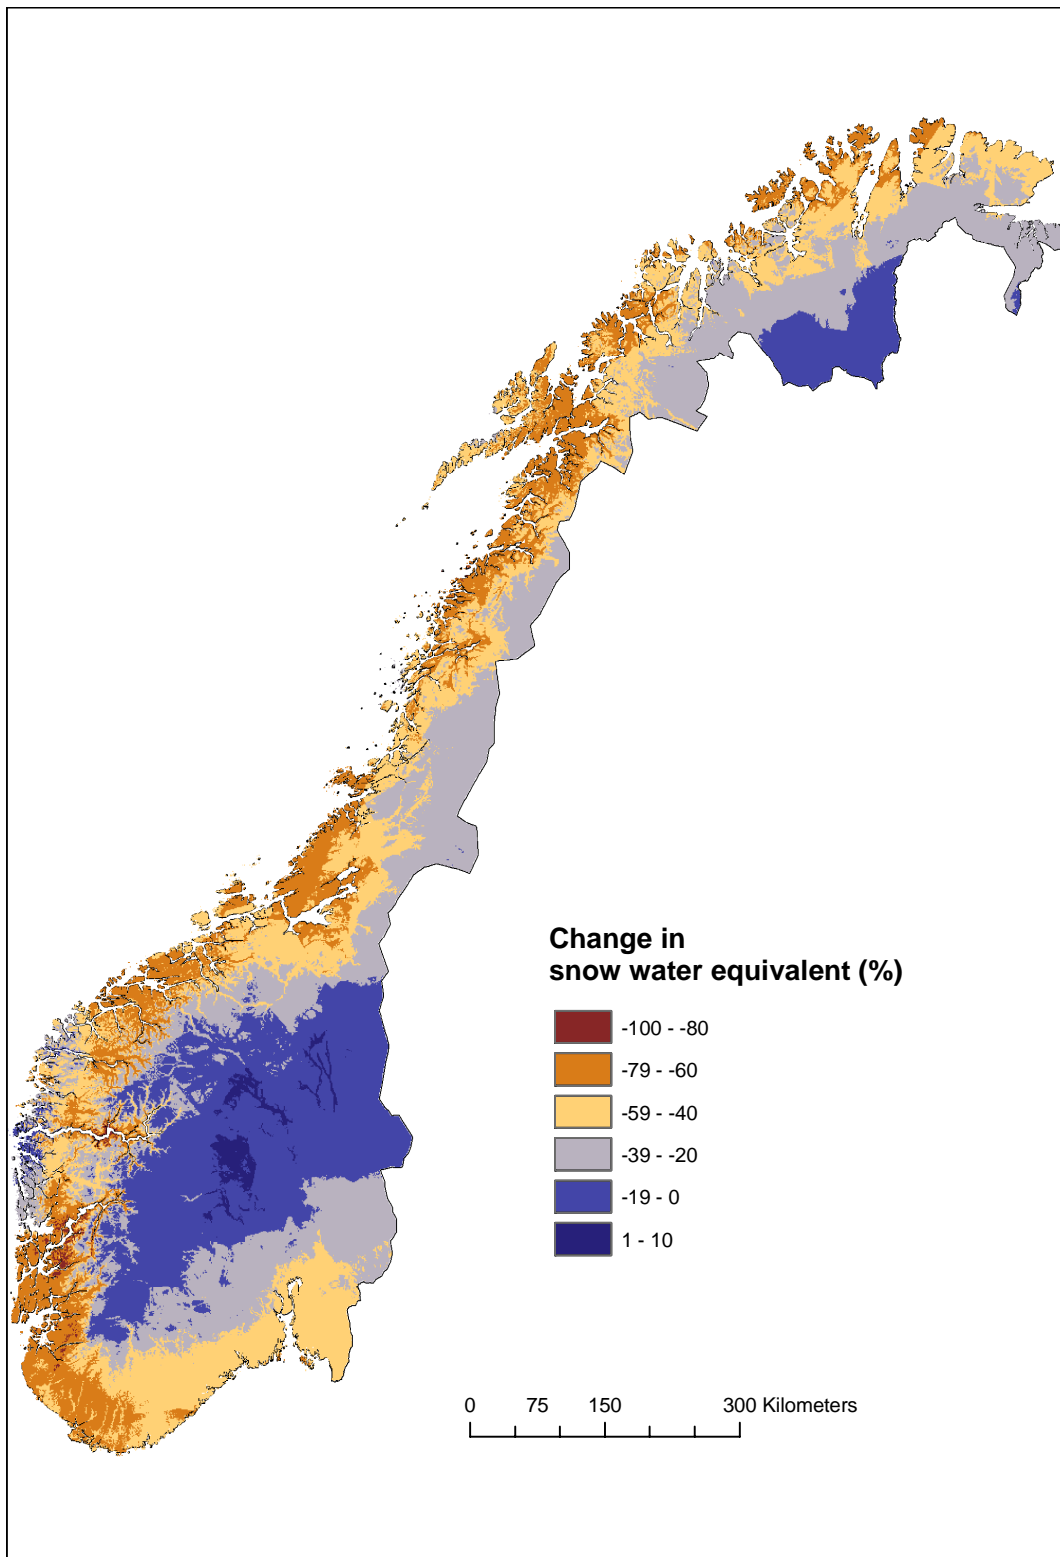 Change in
snow water equivalent (%)
-100 - -80
-79 - -60
-59 - -40
-39 - -20
-19 - 0
1 - 10
0 75 150 300 Kilometers